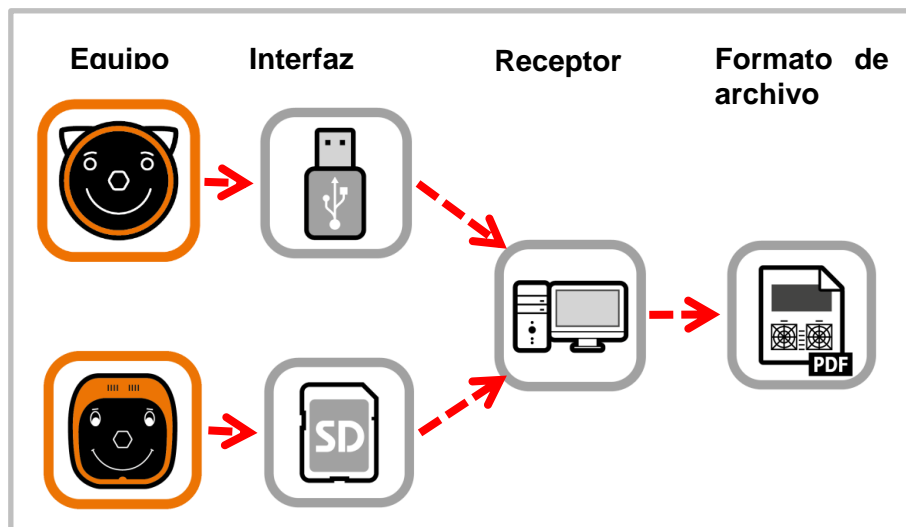 Equipo
Interfaz
Receptor
Formato de
archivo
PDF
SD